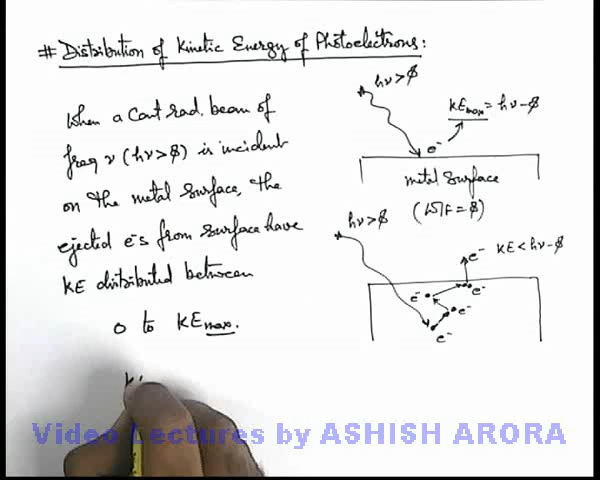 # Distribution of Kinetic Energy of Photoelectrons:
When a Cont rad. beam of
freq ν (hν>φ) is incident
on the metal surface, the
ejected e⁻s from surface have
KE distributed between
0 to KEmax.
hν>φ
KEmax = hν-φ
e⁻
metal surface
(W/F = φ)
hν>φ
e⁻ KE<hν-φ
e⁻
e⁻
e⁻
e⁻
Video Lectures by ASHISH ARORA